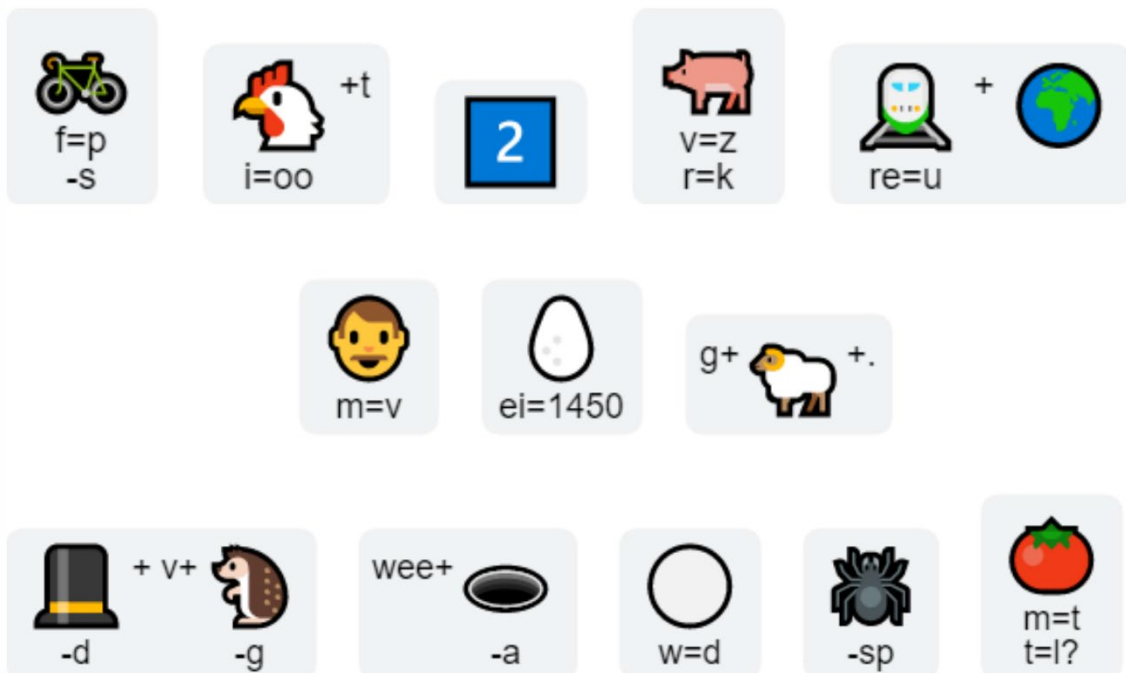 +t
2
+
f=p
v=z
-s
i=oo
r=k
re=u
g+
+.
m=v
ei=1450
+ v+
wee+
m=t
-d
-g
-a
w=d
-sp
t=l?